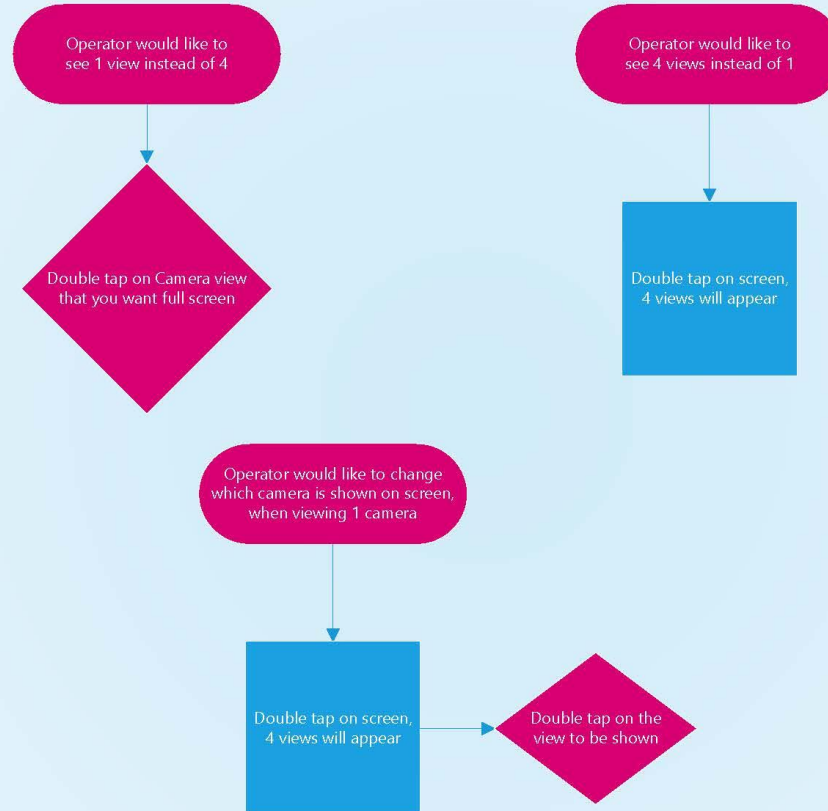 Operator would like to
see 1 view instead of 4
Operator would like to
see 4 views instead of 1
Double tap on Camera view
that you want full screen
Double tap on screen,
4 views will appear
Operator would like to change
which camera is shown on screen,
when viewing 1 camera
Double tap on screen,
4 views will appear
Double tap on the
view to be shown